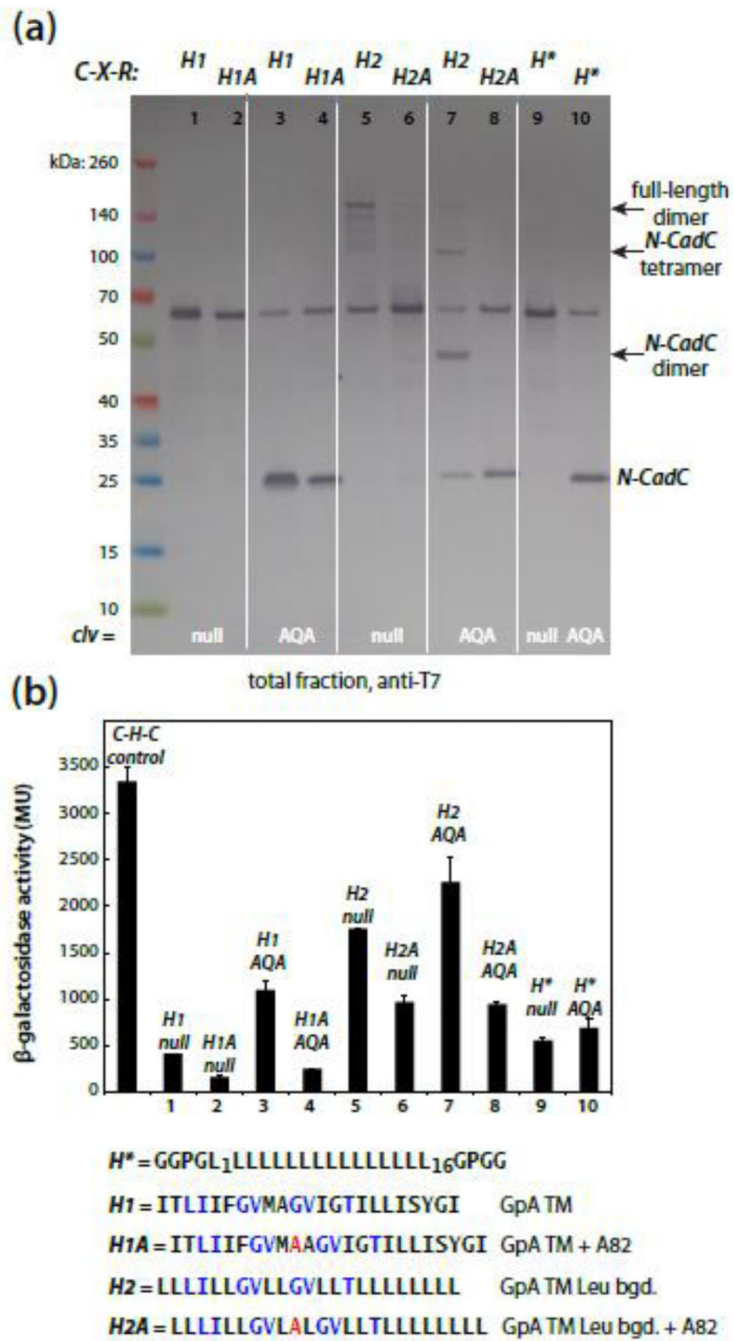 (a)
C-X-R: H1 H1A H1 H1A H2 H2A H2 H2A H* H*
1 2 3 4 5 6 7 8 9 10
kDa: 260
140
100
70
50
40
35
25
15
10
full-length
dimer
N-CadC
tetramer
N-CadC
dimer
N-CadC
clv = null AQA null AQA null AQA
total fraction, anti-T7
(b)
β-galactosidase activity (MU)
3500
3000
2500
2000
1500
1000
500
0
C-H-C
control
H1
null
H1A
null
H1
AQA
H1A
AQA
H2
null
H2A
null
H2
AQA
H2A
AQA
H*
null
H*
AQA
1 2 3 4 5 6 7 8 9 10
H* = GGPGL1LLLLLLLLLLLLLLL16GPGG
H1 = ITLIIFGVMAGVIGTILLISYGI GpA TM
H1A = ITLIIFGVMAAGVIGTILLISYGI GpA TM + A82
H2 = LLLILLGVLLGVLLTLLLLLLLL GpA TM Leu bgd.
H2A = LLLILLGVLALGVLLTLLLLLLLL GpA TM Leu bgd. + A82